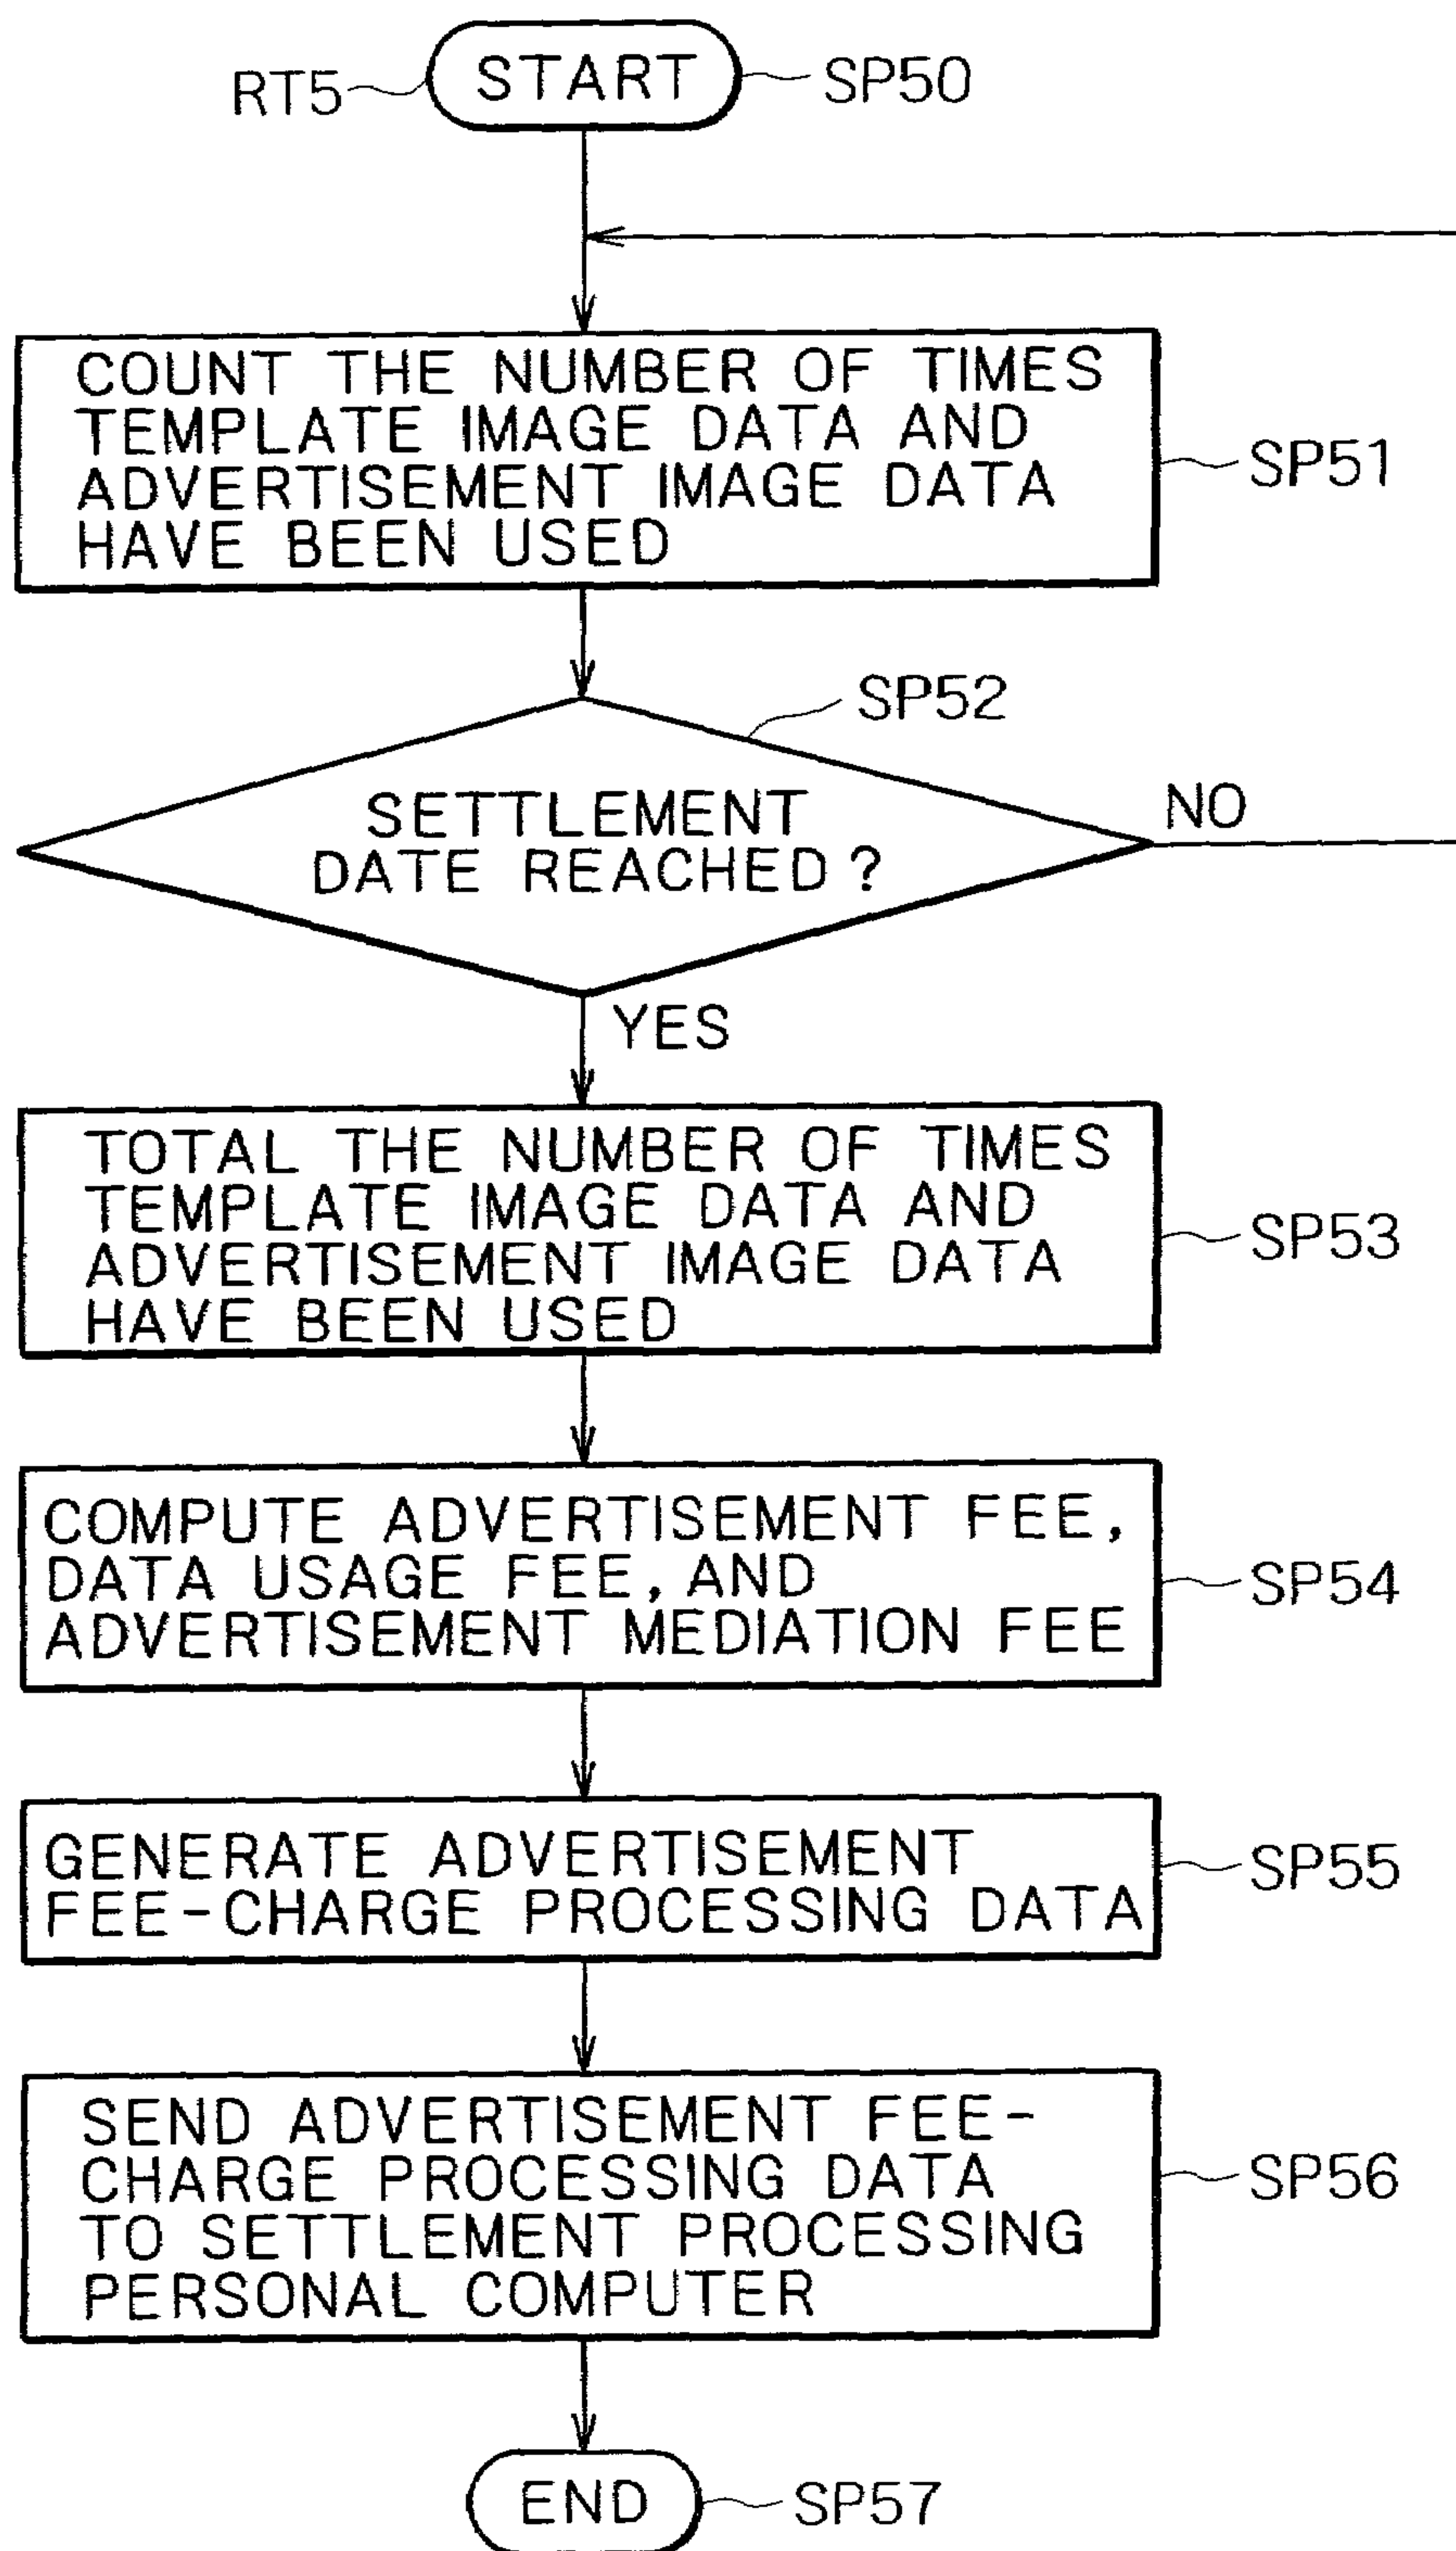 RT5 START SP50
COUNT THE NUMBER OF TIMES
TEMPLATE IMAGE DATA AND
ADVERTISEMENT IMAGE DATA
HAVE BEEN USED
SP51
SP52
SETTLEMENT
DATE REACHED?
NO
YES
TOTAL THE NUMBER OF TIMES
TEMPLATE IMAGE DATA AND
ADVERTISEMENT IMAGE DATA
HAVE BEEN USED
SP53
COMPUTE ADVERTISEMENT FEE,
DATA USAGE FEE, AND
ADVERTISEMENT MEDIATION FEE
SP54
GENERATE ADVERTISEMENT
FEE-CHARGE PROCESSING DATA
SP55
SEND ADVERTISEMENT FEE-
CHARGE PROCESSING DATA
TO SETTLEMENT PROCESSING
PERSONAL COMPUTER
SP56
END SP57